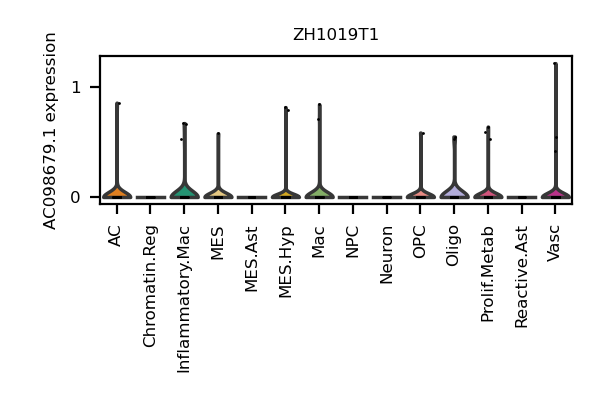 ZH1019T1
AC098679.1 expression
1
0
AC
Chromatin.Reg
Inflammatory.Mac
MES
MES.Ast
MES.Hyp
Mac
NPC
Neuron
OPC
Oligo
Prolif.Metab
Reactive.Ast
Vasc